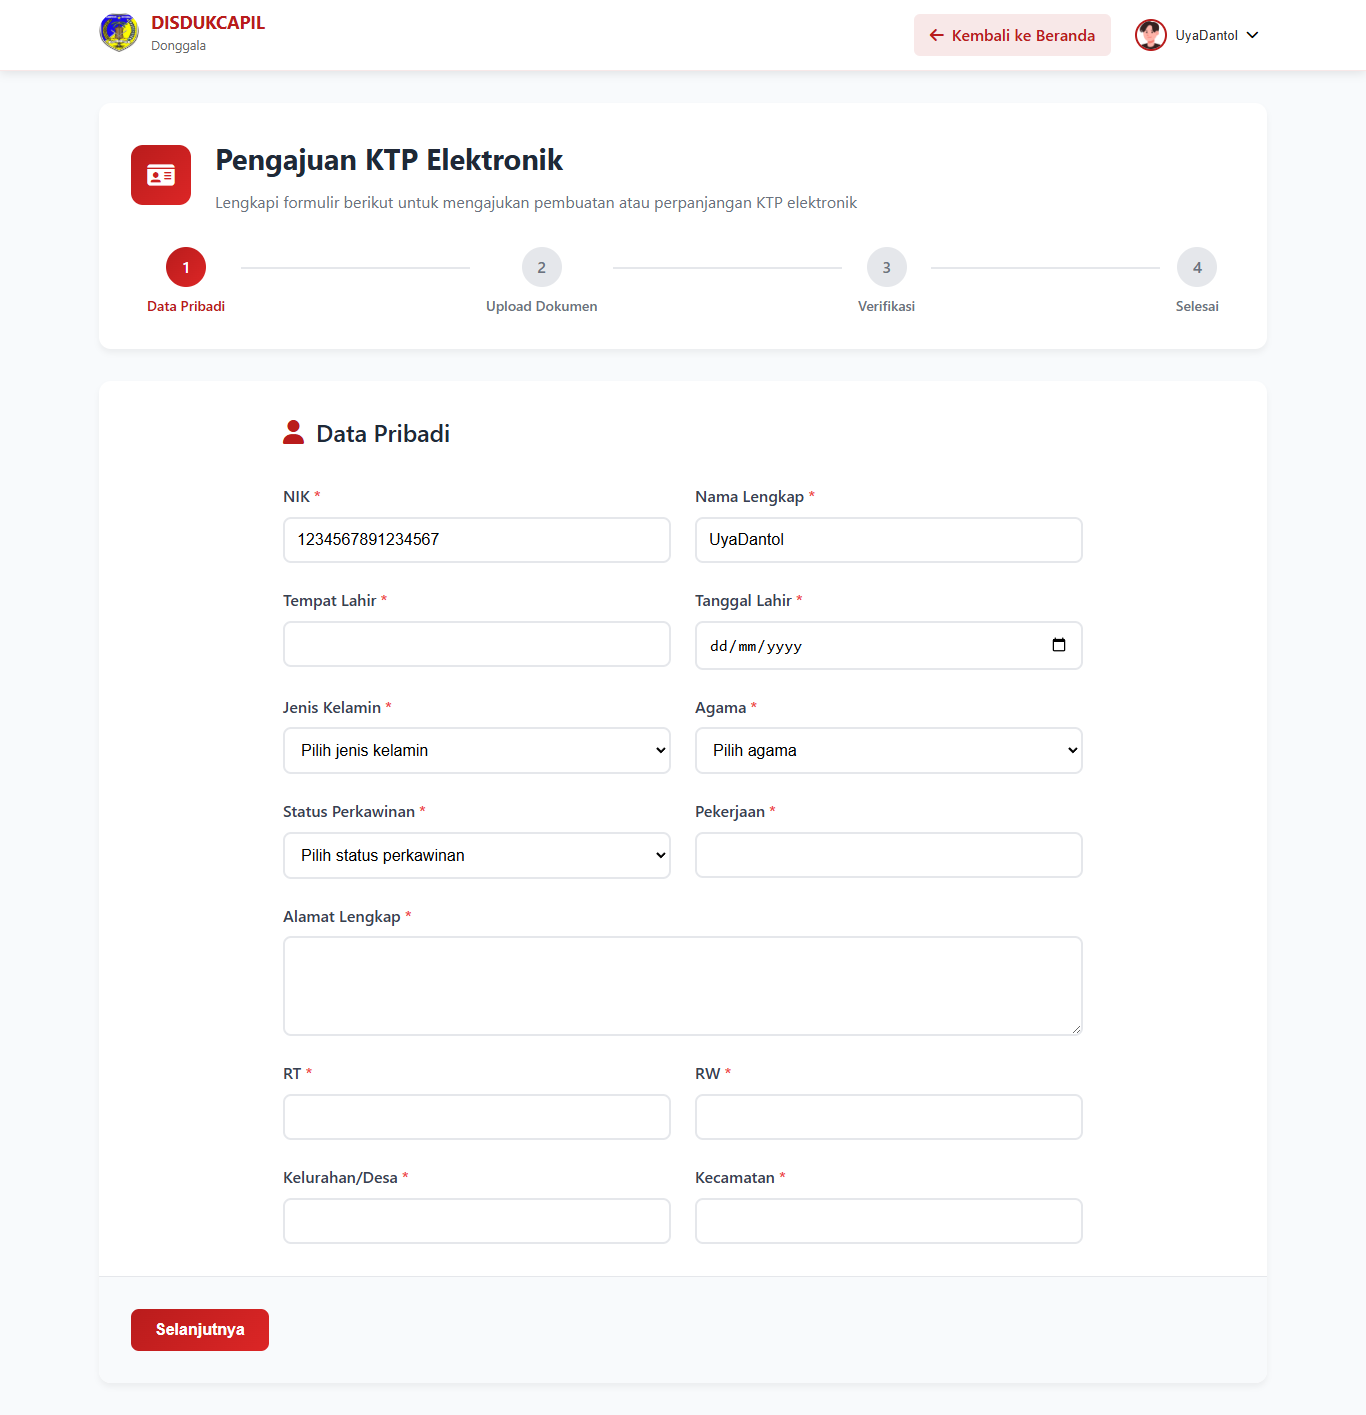 DISDUKCAPIL
Donggala
Kembali ke Beranda
UyaDantol
Pengajuan KTP Elektronik
Lengkapi formulir berikut untuk mengajukan pembuatan atau perpanjangan KTP elektronik
1
2
3
4
Data Pribadi
Upload Dokumen
Verifikasi
Selesai
Data Pribadi
NIK *
Nama Lengkap *
1234567891234567
UyaDantol
Tempat Lahir *
Tanggal Lahir *
dd/mm/yyyy
Jenis Kelamin *
Agama *
Pilih jenis kelamin
Pilih agama
Status Perkawinan *
Pekerjaan *
Pilih status perkawinan
Alamat Lengkap *
RT *
RW *
Kelurahan/Desa *
Kecamatan *
Selanjutnya